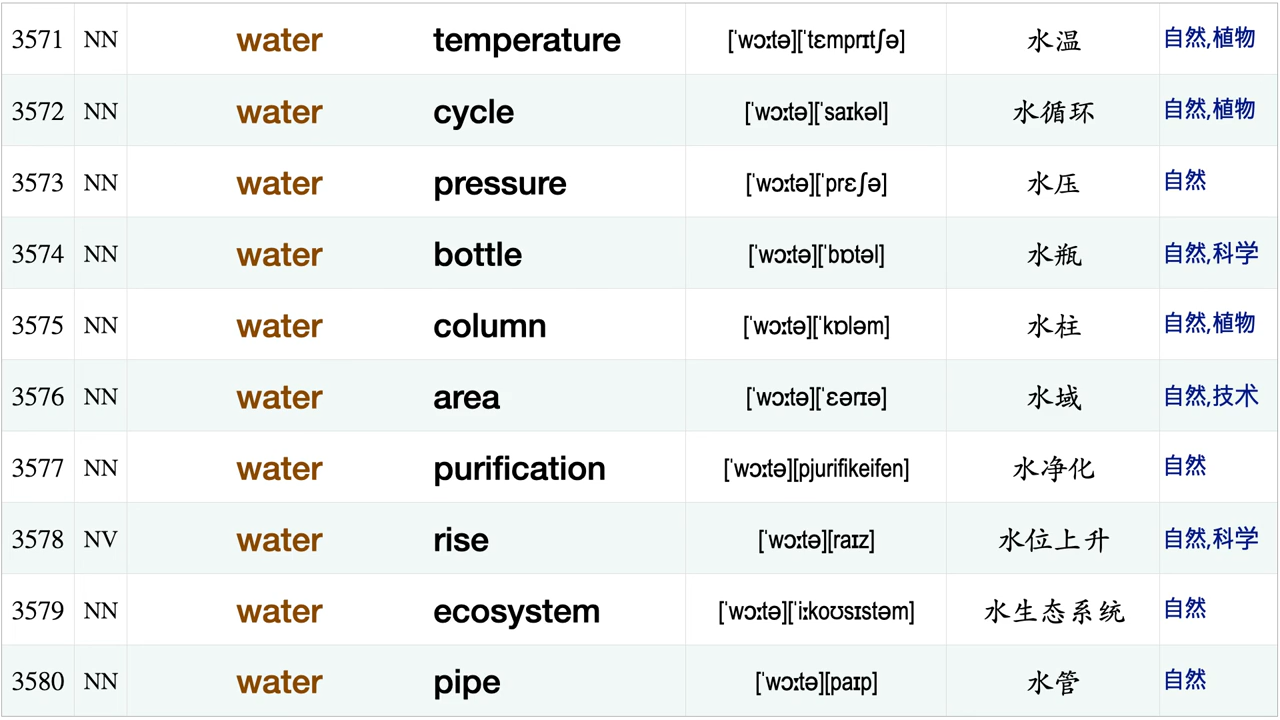 3571 NN water temperature [ˈwɔːtə][ˈtɛmprɪtʃə] 水温 自然,植物
3572 NN water cycle [ˈwɔːtə][ˈsaɪkəl] 水循环 自然,植物
3573 NN water pressure [ˈwɔːtə][ˈprɛʃə] 水压 自然
3574 NN water bottle [ˈwɔːtə][ˈbɒtəl] 水瓶 自然,科学
3575 NN water column [ˈwɔːtə][ˈkɒləm] 水柱 自然,植物
3576 NN water area [ˈwɔːtə][ˈɛərɪə] 水域 自然,技术
3577 NN water purification [ˈwɔːtə][pjurifikeifen] 水净化 自然
3578 NV water rise [ˈwɔːtə][raɪz] 水位上升 自然,科学
3579 NN water ecosystem [ˈwɔːtə][ˈiːkoʊsɪstəm] 水生态系统 自然
3580 NN water pipe [ˈwɔːtə][paɪp] 水管 自然